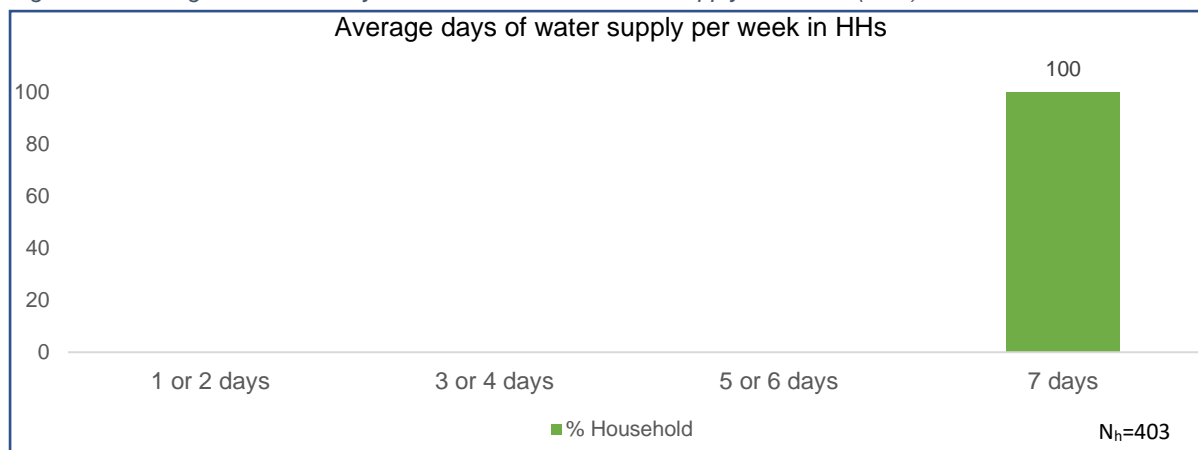 Average days of water supply per week in HHs
100
100
80
60
40
20
0
1 or 2 days
3 or 4 days
5 or 6 days
7 days
% Household
Nh=403